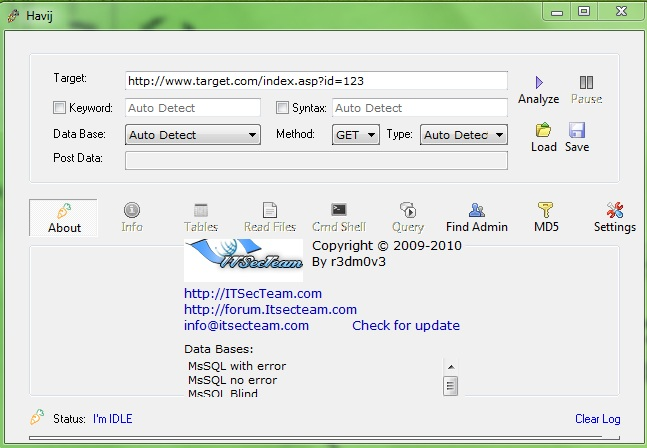 Havij
Target: http://www.target.com/index.asp?id=123
Keyword: Auto Detect Syntax: Auto Detect
Analyze Pause
Data Base: Auto Detect Method: GET Type: Auto Detect
Post Data:
Load Save
About Info Tables Read Files Cmd Shell Query Find Admin MD5 Settings
ITSecTeam
Copyright © 2009-2010
By r3dm0v3
http://ITSecTeam.com
http://forum.Itsecteam.com
info@itsecteam.com Check for update
Data Bases:
MsSQL with error
MsSQL no error
MsSQL Blind
Status: I'm IDLE Clear Log